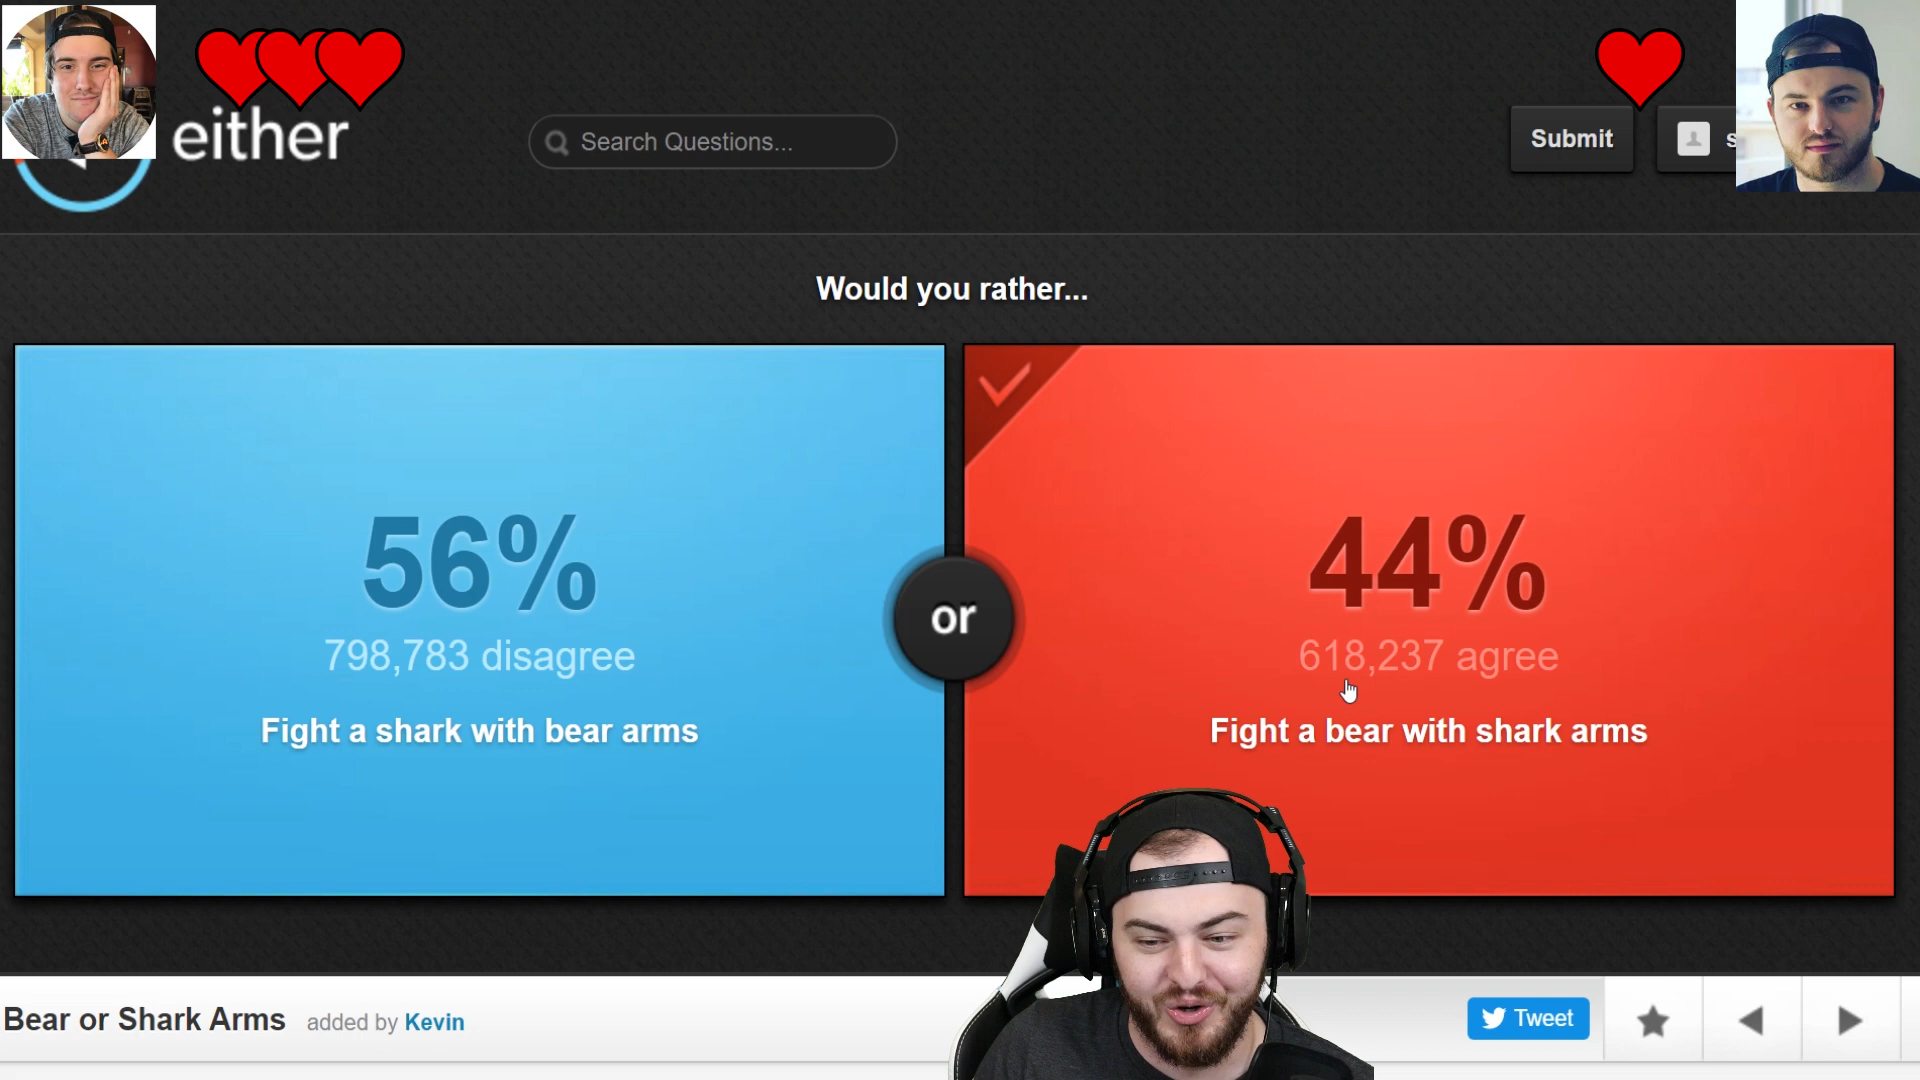 either
Search Questions...
Submit
s
Would you rather...
56%
798,783 disagree
Fight a shark with bear arms
or
44%
618,237 agree
Fight a bear with shark arms
Bear or Shark Arms added by Kevin
Tweet